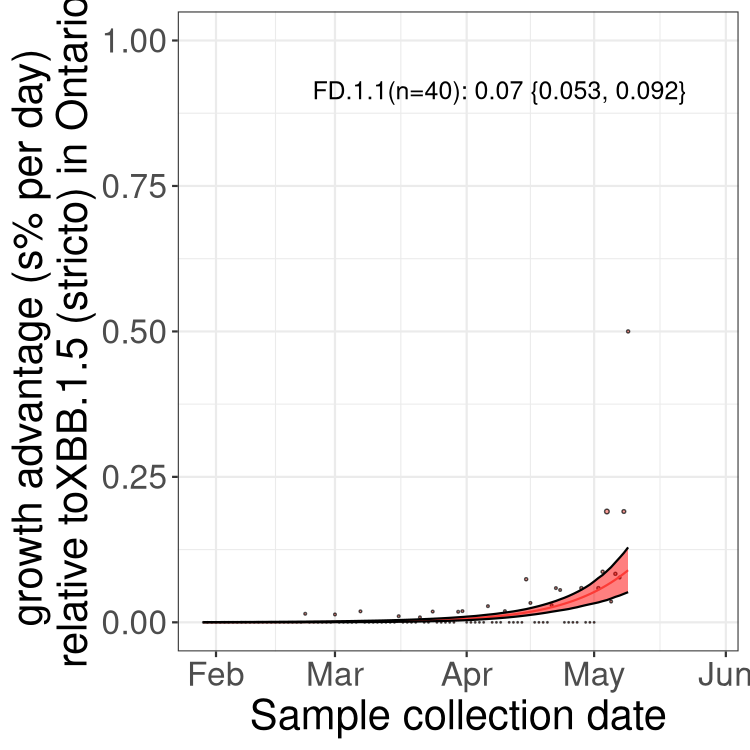 growth advantage (s% per day)
relative toXBB.1.5 (stricto) in Ontario
1.00
0.75
0.50
0.25
0.00
FD.1.1(n=40): 0.07 {0.053, 0.092}
Feb Mar Apr May Jun
Sample collection date